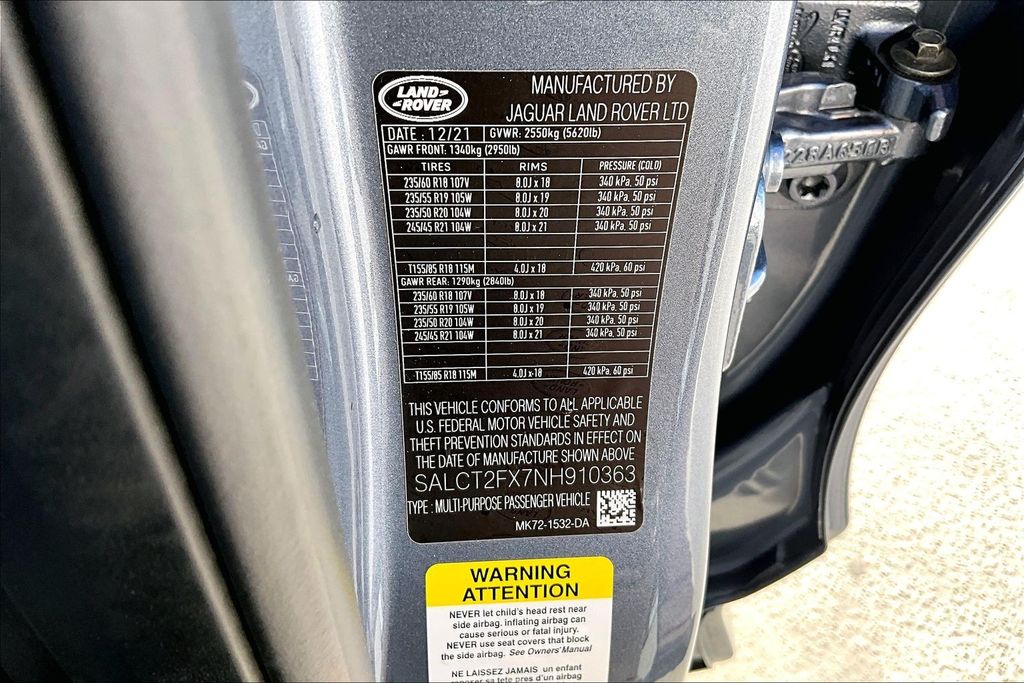 LAND-
-ROVER
MANUFACTURED BY
JAGUAR LAND ROVER LTD
DATE : 12/21 GVWR: 2550kg (5620lb)
GAWR FRONT: 1340kg (2950lb)
TIRES RIMS PRESSURE (COLD)
235/60 R18 107V 8.0J x 18 340 kPa, 50 psi
235/55 R19 105W 8.0J x 19 340 kPa, 50 psi
235/50 R20 104W 8.0J x 20 340 kPa, 50 psi
245/45 R21 104W 8.0J x 21 340 kPa, 50 psi
T155/85 R18 115M 4.0J x 18 420 kPa, 60 psi
GAWR REAR: 1290kg (2840lb)
235/60 R18 107V 8.0J x 18 340 kPa, 50 psi
235/55 R19 105W 8.0J x 19 340 kPa, 50 psi
235/50 R20 104W 8.0J x 20 340 kPa, 50 psi
245/45 R21 104W 8.0J x 21 340 kPa, 50 psi
T155/85 R18 115M 4.0J x 18 420 kPa, 60 psi
THIS VEHICLE CONFORMS TO ALL APPLICABLE
U.S. FEDERAL MOTOR VEHICLE SAFETY AND
THEFT PREVENTION STANDARDS IN EFFECT ON
THE DATE OF MANUFACTURE SHOWN ABOVE
SALCT2FX7NH910363
TYPE : MULTI-PURPOSE PASSENGER VEHICLE
MK72-1532-DA
WARNING
ATTENTION
NEVER let child's head rest near
side airbag. inflating airbag can
cause serious or fatal injury.
NEVER use seat covers that block
the side airbag. See Owners' Manual
NE LAISSEZ JAMAIS un enfant
reposer sa tete pres d'un airbag